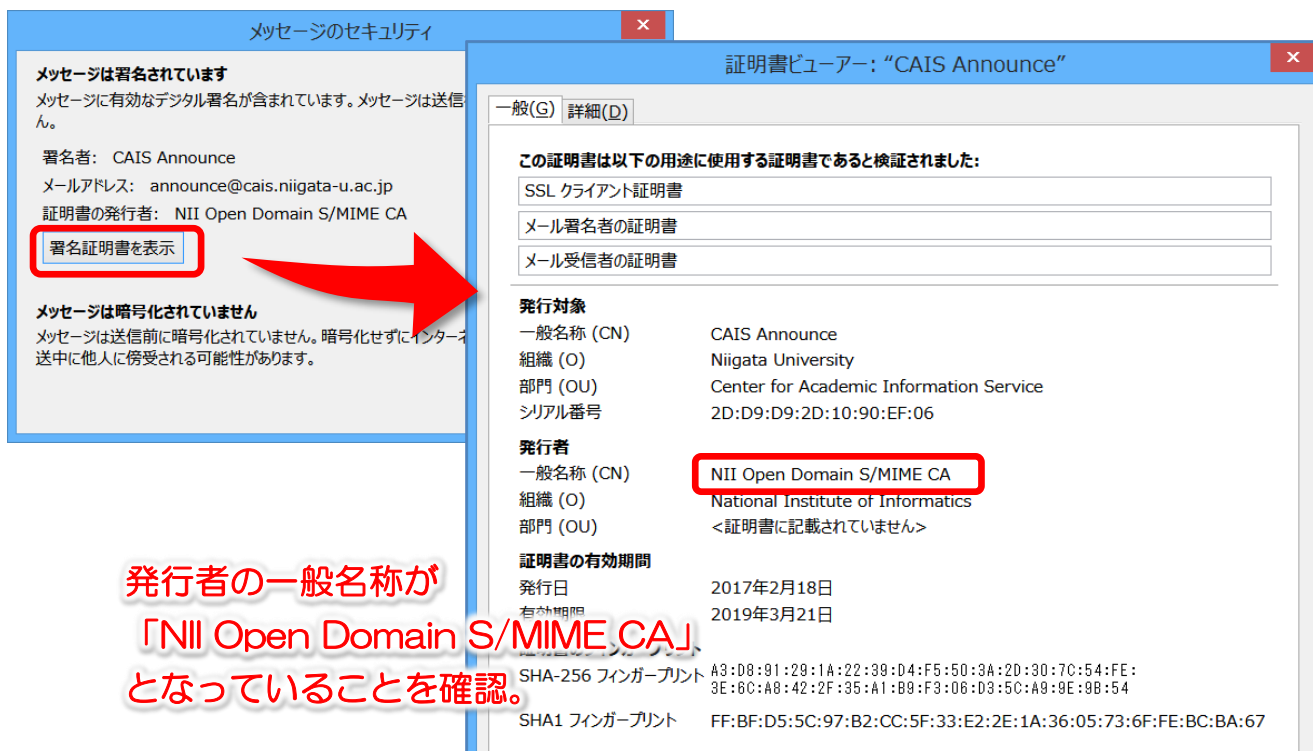 メッセージのセキュリティ
メッセージは署名されています
メッセージに有効なデジタル署名が含まれています。メッセージは送信
ん。
署名者: CAIS Announce
メールアドレス: announce@cais.niigata-u.ac.jp
証明書の発行者: NII Open Domain S/MIME CA
署名証明書を表示
メッセージは暗号化されていません
メッセージは送信前に暗号化されていません。暗号化せずにインターネ
送中に他人に傍受される可能性があります。
証明書ビューアー: “CAIS Announce”
一般(G) 詳細(D)
この証明書は以下の用途に使用する証明書であると検証されました:
SSL クライアント証明書
メール署名者の証明書
メール受信者の証明書
発行対象
一般名称 (CN) CAIS Announce
組織 (O) Niigata University
部門 (OU) Center for Academic Information Service
シリアル番号 2D:D9:D9:2D:10:90:EF:06
発行者
一般名称 (CN) NII Open Domain S/MIME CA
組織 (O) National Institute of Informatics
部門 (OU) <証明書に記載されていません>
証明書の有効期間
発行日 2017年2月18日
有効期限 2019年3月21日
SHA-256 フィンガープリント A3:D8:91:29:1A:22:39:D4:F5:50:3A:2D:30:7C:54:FE:
3E:6C:A8:42:2F:35:A1:B9:F3:06:D3:5C:A9:9E:9B:54
SHA1 フィンガープリント FF:BF:D5:5C:97:B2:CC:5F:33:E2:2E:1A:36:05:73:6F:FE:BC:BA:67
発行者の一般名称が
「NII Open Domain S/MIME CA」
となっていることを確認。